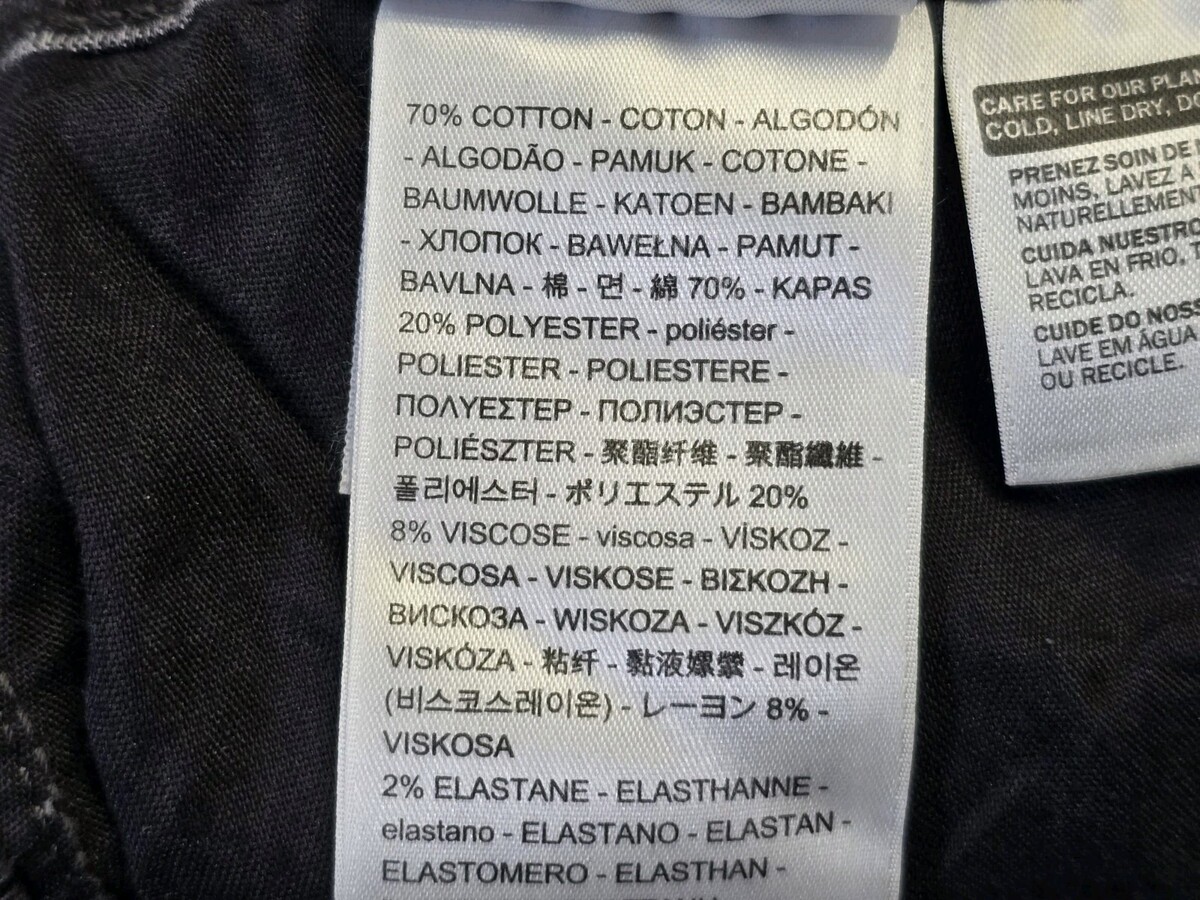 70% COTTON - COTON - ALGODÓN
- ALGODÃO - PAMUK - COTONE -
BAUMWOLLE - KATOEN - BAMBAKI
- ХЛОПОК - BAWEŁNA - PAMUT -
BAVLNA - 棉 - 면 - 綿 70% - KAPAS
20% POLYESTER - poliéster -
POLIESTER - POLIESTERE -
ΠΟΛΥΕΣΤΕΡ - ПОЛИЭСТЕР -
POLIÉSZTER - 聚酯纤维 - 聚酯纖維 -
폴리에스터 - ポリエステル 20%
8% VISCOSE - viscosa - VİSKOZ -
VISCOSA - VISKOSE - ΒΙΣΚΟΖΗ -
ВИСКОЗА - WISKOZA - VISZKÓZ -
VISKÓZA - 粘纤 - 黏液嫘縈 - 레이온
(비스코스레이온) - レーヨン 8% -
VISKOSA
2% ELASTANE - ELASTHANNE -
elastano - ELASTANO - ELASTAN -
ELASTOMERO - ELASTHAN -
CARE FOR OUR
COLD, LINE DRY,
PRENEZ SOIN DE
MOINS, LAVEZ À
NATURELLEMENT
CUIDA NUESTRO
LAVA EN FRIO,
RECICLA.
CUIDE DO
LAVE EM ÁGUA
OU RECICLE.